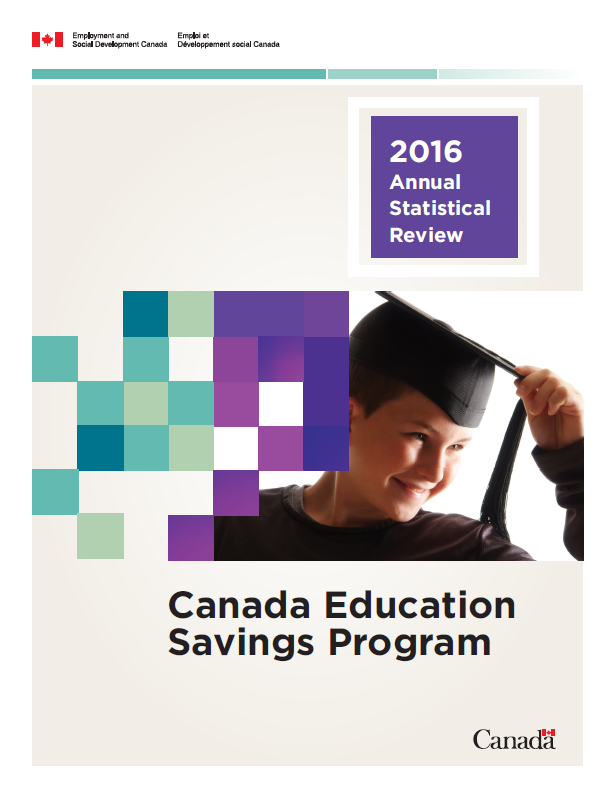 Employment and
Social Development Canada
Emploi et
Développement social Canada
2016
Annual
Statistical
Review
Canada Education
Savings Program
Canada